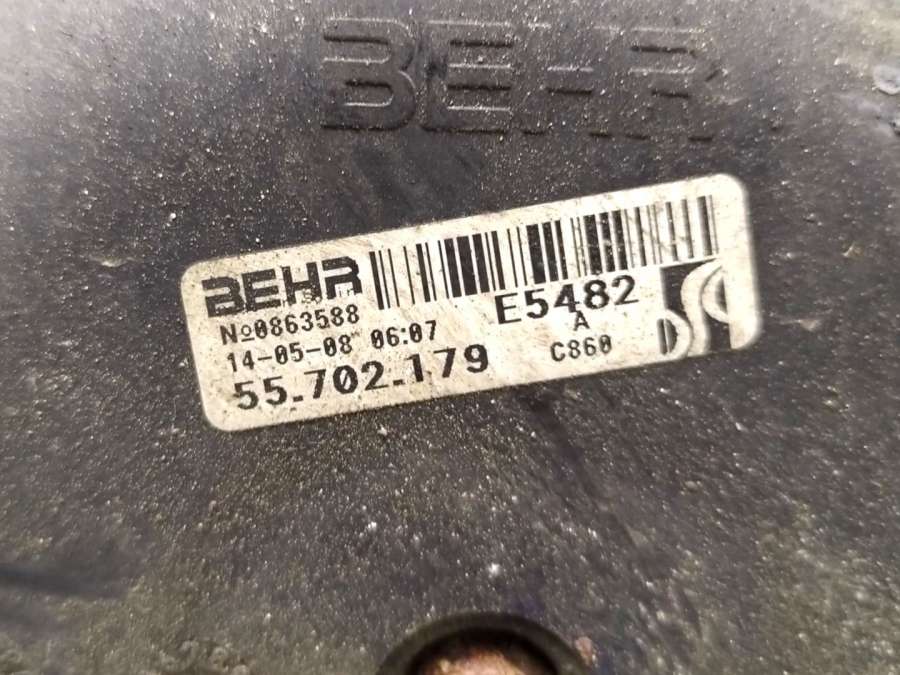 BEHR
BEHR
Nº0863588
14-05-08 06:07
55.702.179
E5482
A
C860